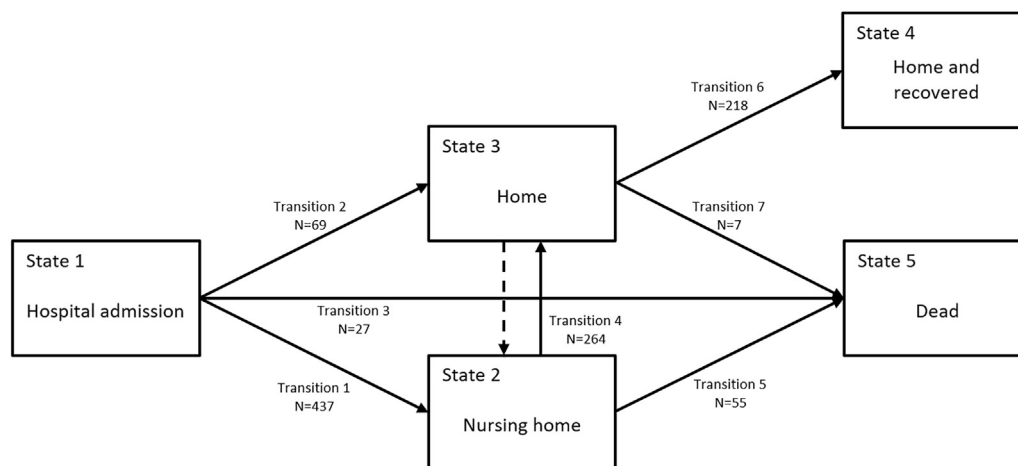 State 4
Home and
recovered
Transition 6
N=218
State 3
Home
Transition 2
N=69
Transition 7
N=7
State 1
Hospital admission
State 5
Dead
Transition 3
N=27
Transition 4
N=264
State 2
Nursing home
Transition 1
N=437
Transition 5
N=55